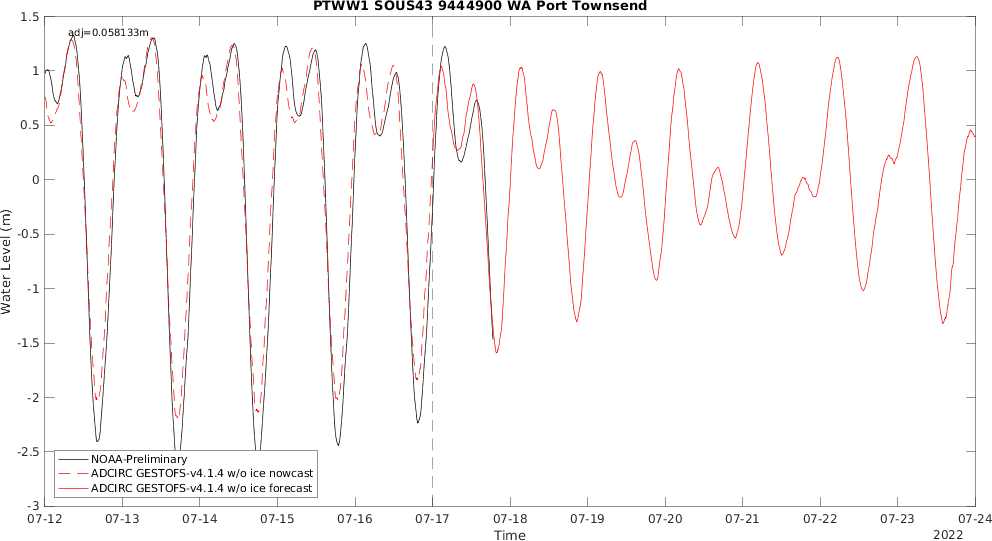 PTWW1 SOUS43 9444900 WA Port Townsend
adj=0.058133m
1.5
1
0.5
0
-0.5
-1
-1.5
-2
-2.5
-3
Water Level (m)
NOAA-Preliminary
ADCIRC GESTOFS-v4.1.4 w/o ice nowcast
ADCIRC GESTOFS-v4.1.4 w/o ice forecast
07-12 07-13 07-14 07-15 07-16 07-17 07-18 07-19 07-20 07-21 07-22 07-23 07-24
Time
2022